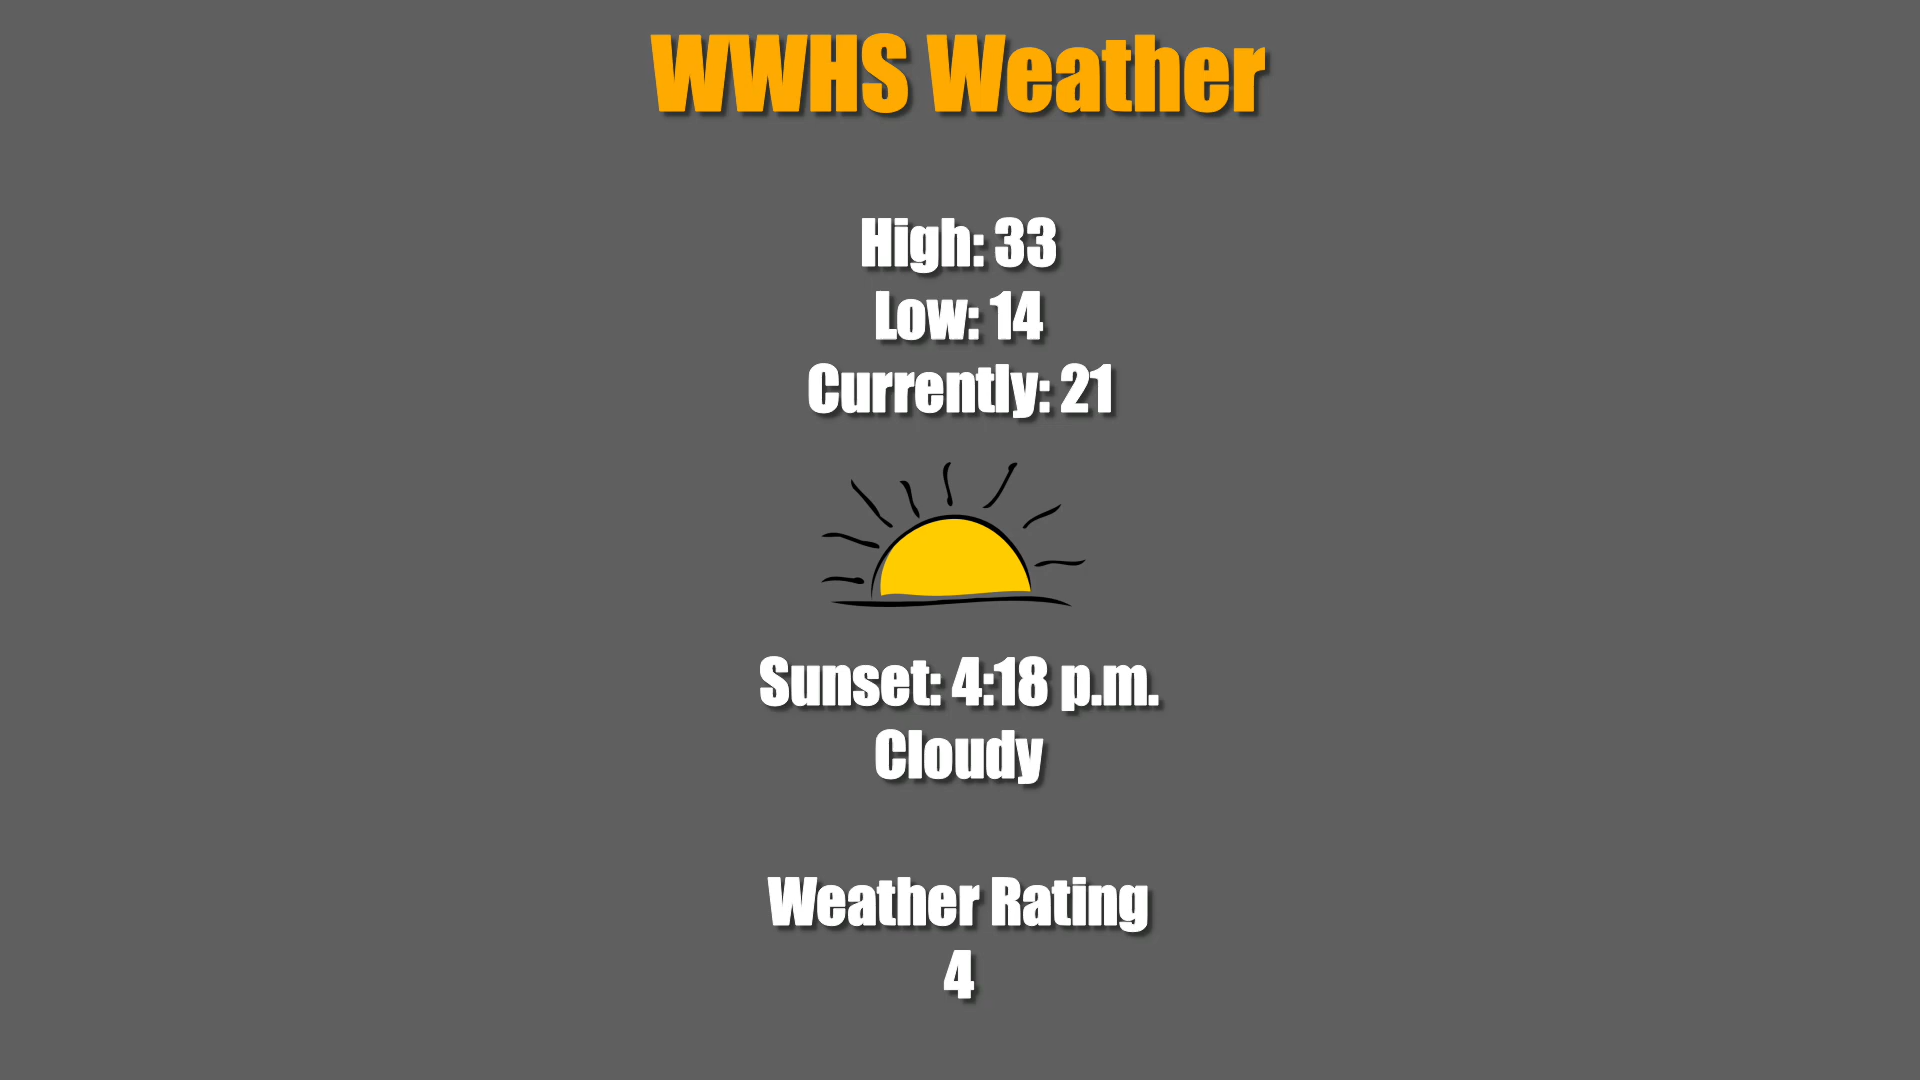 WWHS Weather
High: 33
Low: 14
Currently: 21
Sunset: 4:18 p.m.
Cloudy
Weather Rating
4